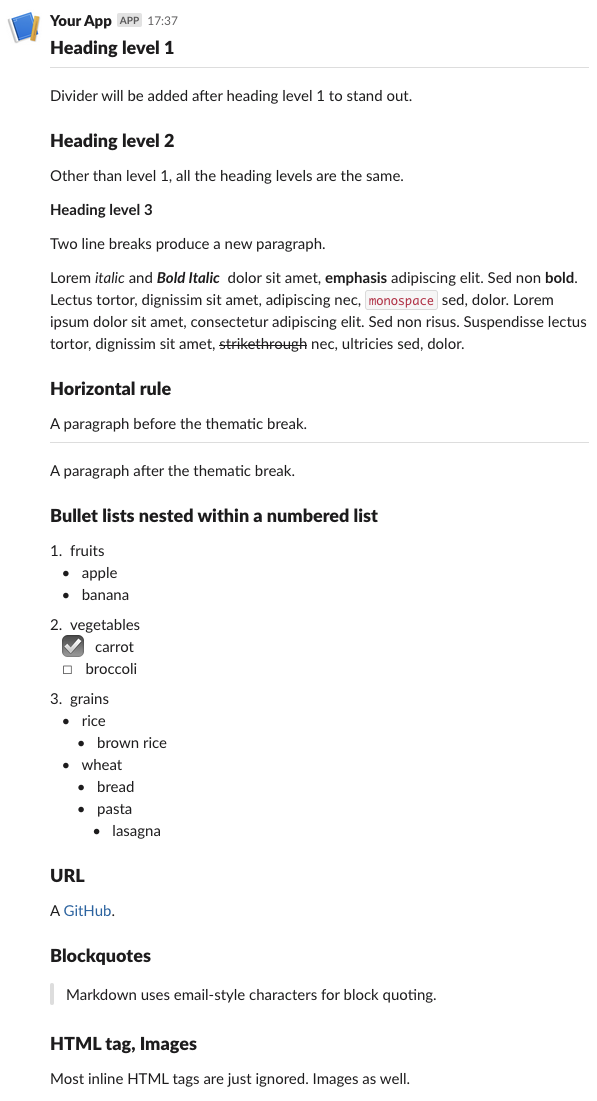 Your App APP 17:37
Heading level 1
Divider will be added after heading level 1 to stand out.
Heading level 2
Other than level 1, all the heading levels are the same.
Heading level 3
Two line breaks produce a new paragraph.
Lorem italic and Bold Italic dolor sit amet, emphasis adipiscing elit. Sed non bold.
Lectus tortor, dignissim sit amet, adipiscing nec, monospace sed, dolor. Lorem
ipsum dolor sit amet, consectetur adipiscing elit. Sed non risus. Suspendisse lectus
tortor, dignissim sit amet, strikethrough nec, ultricies sed, dolor.
Horizontal rule
A paragraph before the thematic break.
A paragraph after the thematic break.
Bullet lists nested within a numbered list
1. fruits
• apple
• banana
2. vegetables
☑ carrot
☐ broccoli
3. grains
• rice
• brown rice
• wheat
• bread
• pasta
• lasagna
URL
A GitHub.
Blockquotes
Markdown uses email-style characters for block quoting.
HTML tag, Images
Most inline HTML tags are just ignored. Images as well.